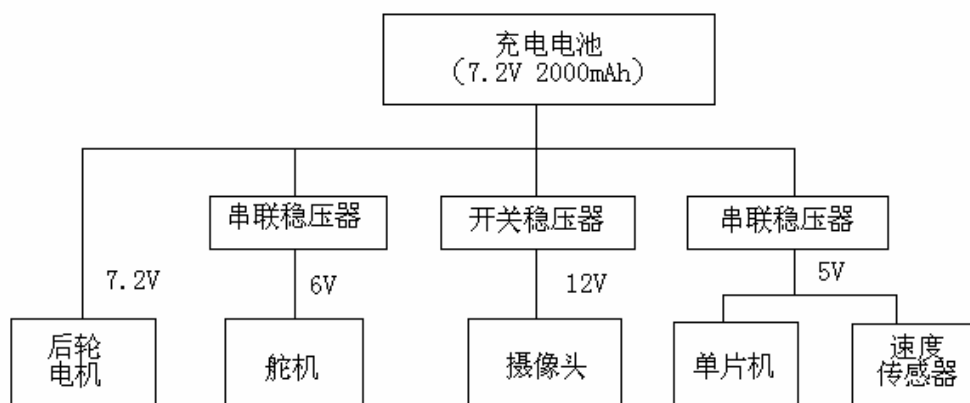 充电电池
(7.2V 2000mAh)
串联稳压器
开关稳压器
串联稳压器
7.2V
6V
12V
5V
后轮
电机
舵机
摄像头
单片机
速度
传感器